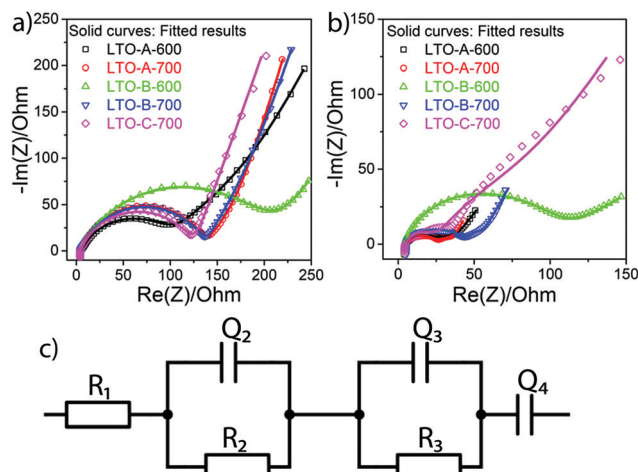 a)
Solid curves: Fitted results
LTO-A-600
LTO-A-700
LTO-B-600
LTO-B-700
LTO-C-700
-Im(Z)/Ohm
250
200
150
100
50
0
0 50 100 150 200 250
Re(Z)/Ohm
b)
Solid curves: Fitted results
LTO-A-600
LTO-A-700
LTO-B-600
LTO-B-700
LTO-C-700
-Im(Z)/Ohm
150
100
50
0
0 50 100 150
Re(Z)/Ohm
c)
Q₂
Q₃
R₁
Q₄
R₂
R₃